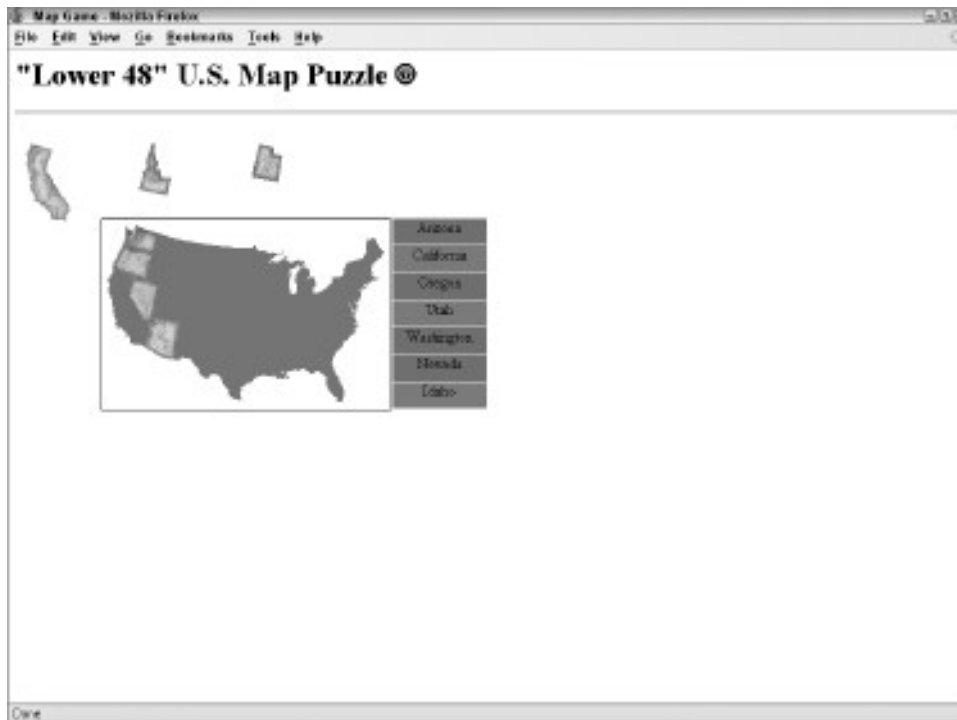 Map Game - Mozilla Firefox
File Edit View Go Bookmarks Tools Help
"Lower 48" U.S. Map Puzzle
Arizona
California
Oregon
Utah
Washington
Nevada
Idaho
Done